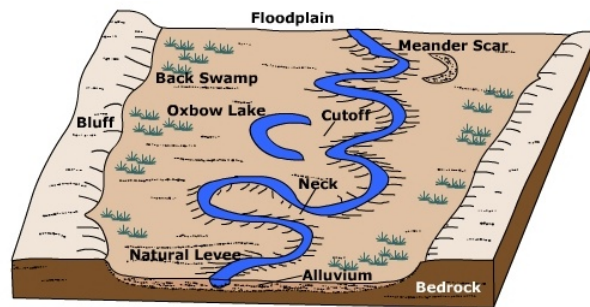 Floodplain
Meander Scar
Back Swamp
Oxbow Lake
Bluff
Cutoff
Neck
Natural Levee
Alluvium
Bedrock